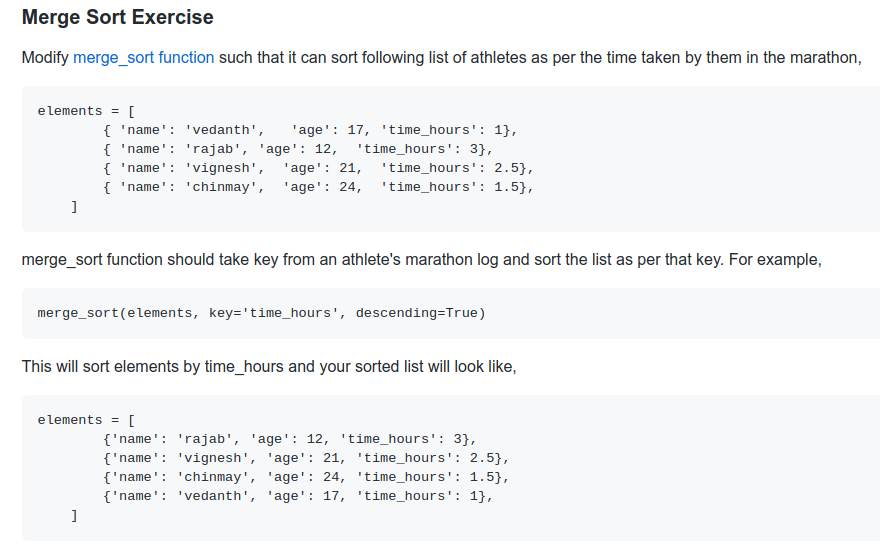 Merge Sort Exercise
Modify merge_sort function such that it can sort following list of athletes as per the time taken by them in the marathon,
elements = [
        { 'name': 'vedanth',   'age': 17, 'time_hours': 1},
        { 'name': 'rajab', 'age': 12,  'time_hours': 3},
        { 'name': 'vignesh',  'age': 21,  'time_hours': 2.5},
        { 'name': 'chinmay',  'age': 24,  'time_hours': 1.5},
    ]
merge_sort function should take key from an athlete's marathon log and sort the list as per that key. For example,
merge_sort(elements, key='time_hours', descending=True)
This will sort elements by time_hours and your sorted list will look like,
elements = [
        {'name': 'rajab', 'age': 12, 'time_hours': 3},
        {'name': 'vignesh', 'age': 21, 'time_hours': 2.5},
        {'name': 'chinmay', 'age': 24, 'time_hours': 1.5},
        {'name': 'vedanth', 'age': 17, 'time_hours': 1},
    ]